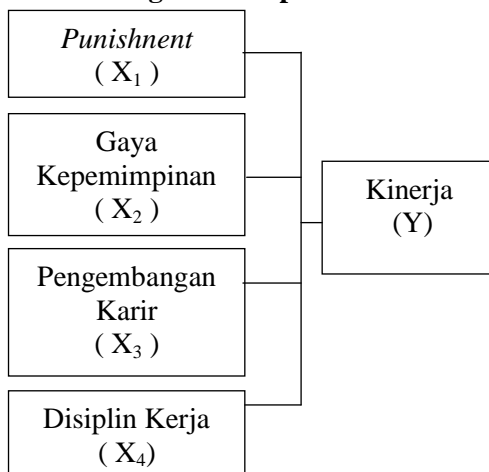 Punishnent
( X₁ )
Gaya
Kepemimpinan
( X₂ )
Kinerja
(Y)
Pengembangan
Karir
( X₃ )
Disiplin Kerja
( X₄)